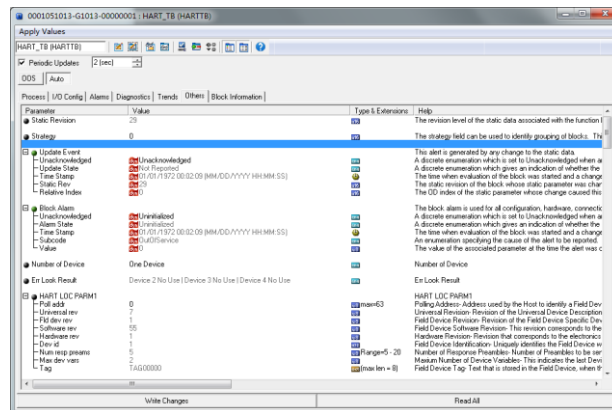 0001051013-G1013-00000001 : HART_TB (HARTTB)
Apply Values
HART_TB (HARTTB)
Periodic Updates 2 (sec)
OOS Auto
Process I/O Config Alarms Diagnostics Trends Others Block Information
Parameter Value Type & Extensions Help
Static Revision 29 The revision level of the static data associated with the function
Strategy 0 The strategy field can be used to identify grouping of blocks. Thi
Update Event This alert is generated by any change to the static data.
Unacknowledged Unacknowledged A discrete enumeration which is set to Unacknowledged when a
Update State Not Reported A discrete enumeration which gives an indication of whether the
Time Stamp 01/01/1972 00:02:09 (MM/DD/YYYY HH:MM:SS) The time when evaluation of the block was started and a chang
Static Rev 29 The static revision of the block whose static parameter was char
Relative Index 0 The OD index of the static parameter whose change caused this
Block Alarm The block alarm is used for all configuration, hardware, connectic
Unacknowledged Uninitialized A discrete enumeration which is set to Unacknowledged when a
Alarm State Uninitialized A discrete enumeration which gives an indication of whether the
Time Stamp 01/01/1972 00:02:09 (MM/DD/YYYY HH:MM:SS) The time when evaluation of the block was started and a chang
Subcode OutOfService An enumeration specifying the cause of the alert to be reported.
Value 0 The value of the associated parameter at the time the alert was c
Number of Device One Device Number of Device
Err Look Result Device 2 No Use | Device 3 No Use | Device 4 No Use Err Look Result
HART LOC PARM1 HART LOC PARM1
Poll addr 0 max=63 Polling Address- Address used by the Host to identify a Field Dev
Universal rev 7 Universal Revision - Revision of the Universal Device Description
Fld dev rev 1 Field Device Revision - Revision of the Field Device Specific Dev
Software rev 55 Field Device Software Revision- This revision corresponds to the
Hardware rev 1 Hardware Revision- Revision that corresponds to the electronics
Dev id 1 Field Device Identification- Uniquely identifies the Field Device w
Num resp preams 5 Range=5 - 20 Number of Response Preambles- Number of Preambles to be ser
Max dev vars 2 Maxium Number of Device Variables- This indicates the last Devi
Tag TAG00000 (max len = 8) Field Device Tag- Text that is stored in the Field Device, when th
Write Changes Read All